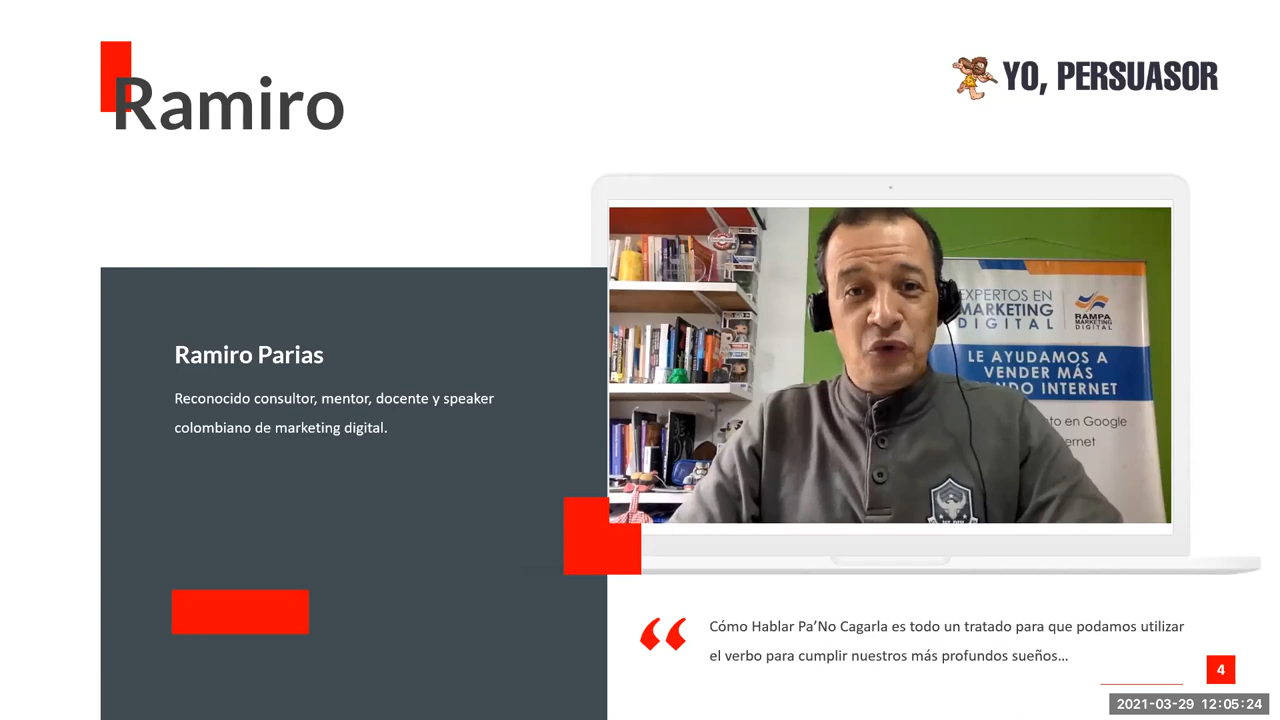 Ramiro
YO, PERSUASOR
EXPERTOS EN
MARKETING
DIGITAL
RAMPA
MARKETING
DIGITAL
LE AYUDAMOS A
VENDER MÁS
INTERNET
en Google
Ramiro Parias
Reconocido consultor, mentor, docente y speaker
colombiano de marketing digital.
Cómo Hablar Pa’No Cagarla es todo un tratado para que podamos utilizar
el verbo para cumplir nuestros más profundos sueños…
4
2021-03-29 12:05:24